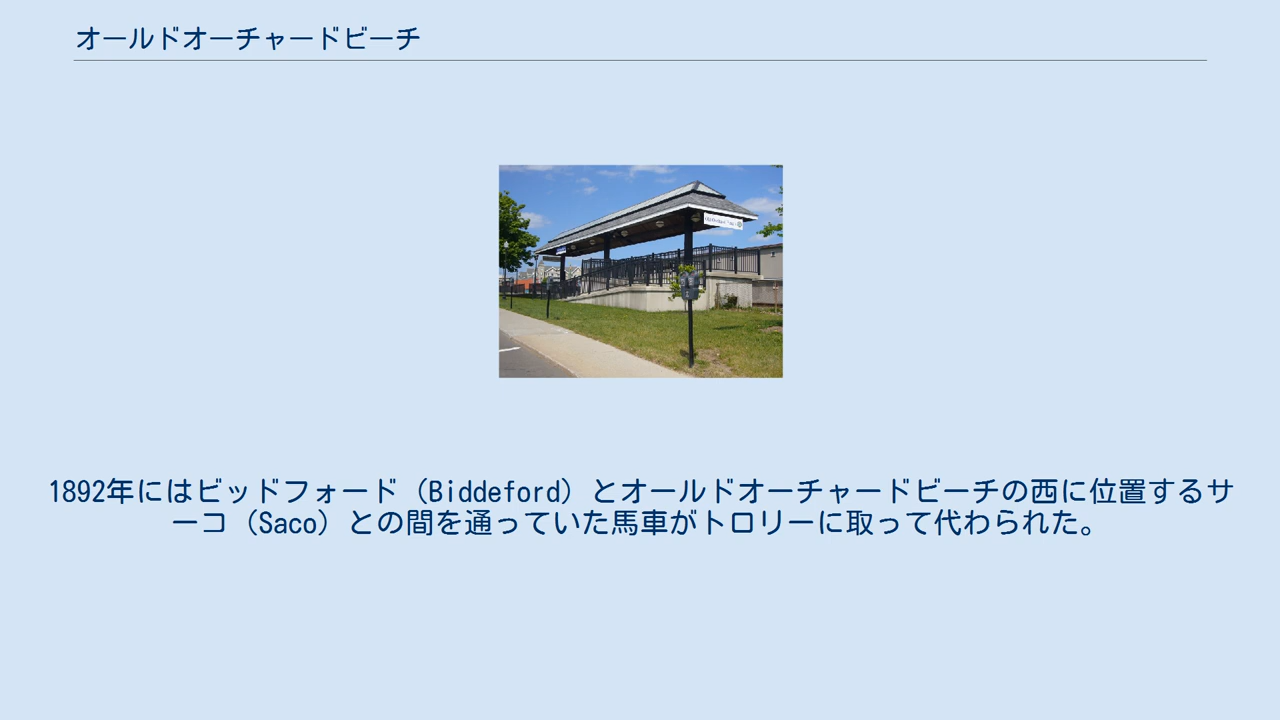 オールドオーチャードビーチ
1892年にはビッドフォード（Biddeford）とオールドオーチャードビーチの西に位置するサ
ーコ（Saco）との間を通っていた馬車がトロリーに取って代わられた。